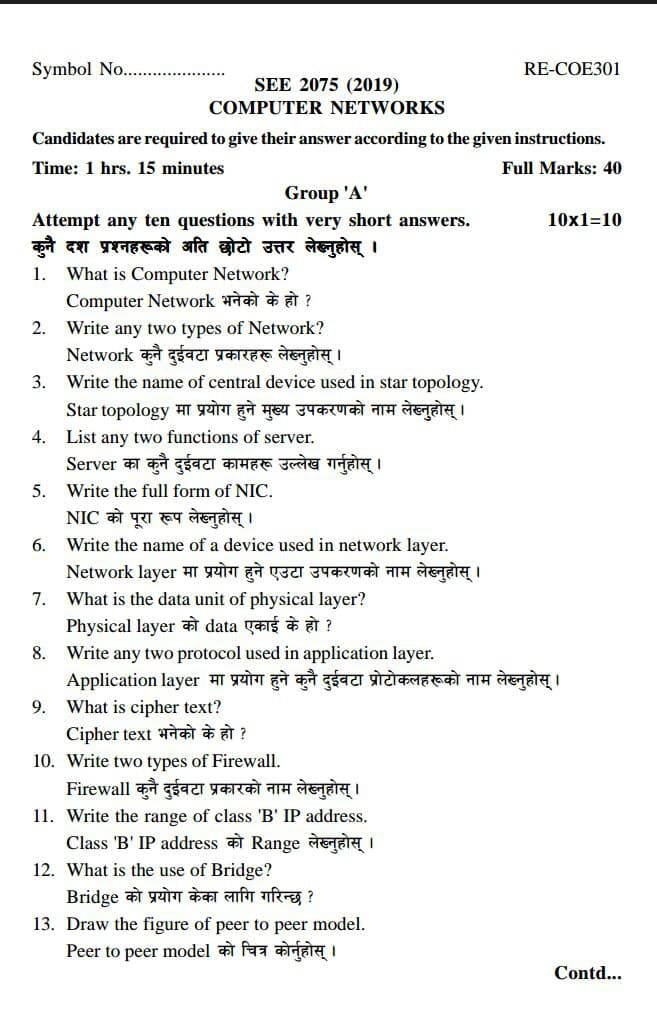 Symbol No..................... RE-COE301
SEE 2075 (2019)
COMPUTER NETWORKS
Candidates are required to give their answer according to the given instructions.
Time: 1 hrs. 15 minutes Full Marks: 40
Group 'A'
Attempt any ten questions with very short answers. 10x1=10
कुनै दश प्रश्नहरूको अति छोटो उत्तर लेख्नुहोस् ।
1. What is Computer Network?
Computer Network भनेको के हो ?
2. Write any two types of Network?
Network कुनै दुईवटा प्रकारहरू लेख्नुहोस् ।
3. Write the name of central device used in star topology.
Star topology मा प्रयोग हुने मुख्य उपकरणको नाम लेख्नुहोस् ।
4. List any two functions of server.
Server का कुनै दुईवटा कामहरू उल्लेख गर्नुहोस् ।
5. Write the full form of NIC.
NIC को पूरा रूप लेख्नुहोस् ।
6. Write the name of a device used in network layer.
Network layer मा प्रयोग हुने एउटा उपकरणको नाम लेख्नुहोस् ।
7. What is the data unit of physical layer?
Physical layer को data एकाई के हो ?
8. Write any two protocol used in application layer.
Application layer मा प्रयोग हुने कुनै दुईवटा प्रोटोकलहरूको नाम लेख्नुहोस् ।
9. What is cipher text?
Cipher text भनेको के हो ?
10. Write two types of Firewall.
Firewall कुनै दुईवटा प्रकारको नाम लेख्नुहोस् ।
11. Write the range of class 'B' IP address.
Class 'B' IP address को Range लेख्नुहोस् ।
12. What is the use of Bridge?
Bridge को प्रयोग केका लागि गरिन्छ ?
13. Draw the figure of peer to peer model.
Peer to peer model को चित्र कोर्नुहोस् ।
Contd...